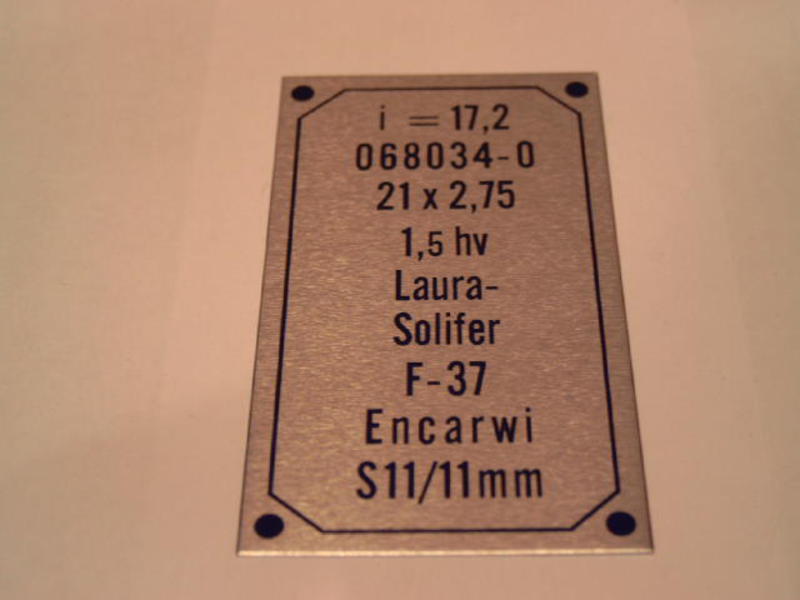 i = 17,2
068034-0
21 x 2,75
1,5 hv
Laura-
Solifer
F-37
Encarwi
S11/11mm